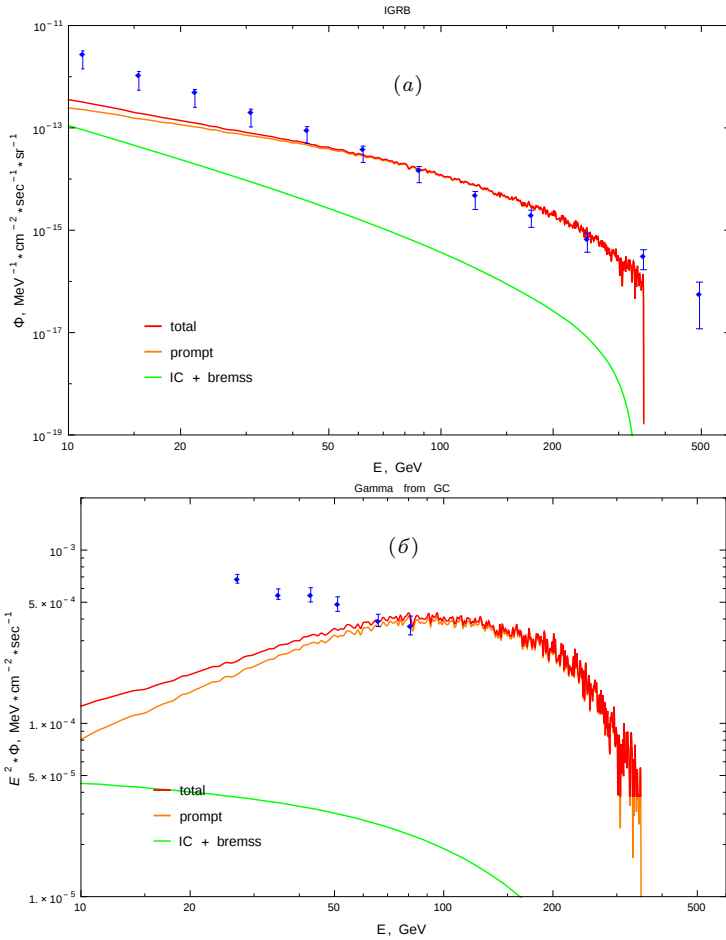 IGRB
10⁻¹¹
(а)
10⁻¹³
10⁻¹⁵
10⁻¹⁷
10⁻¹⁹
Φ, MeV⁻¹*cm⁻²*sec⁻¹*sr⁻¹
total
prompt
IC + bremss
10 20 50 100 200 500
E, GeV
Gamma from GC
(б)
10⁻³
5.×10⁻⁴
1.×10⁻⁴
5.×10⁻⁵
1.×10⁻⁵
E²*Φ, MeV*cm⁻²*sec⁻¹
total
prompt
IC + bremss
10 20 50 100 200 500
E, GeV